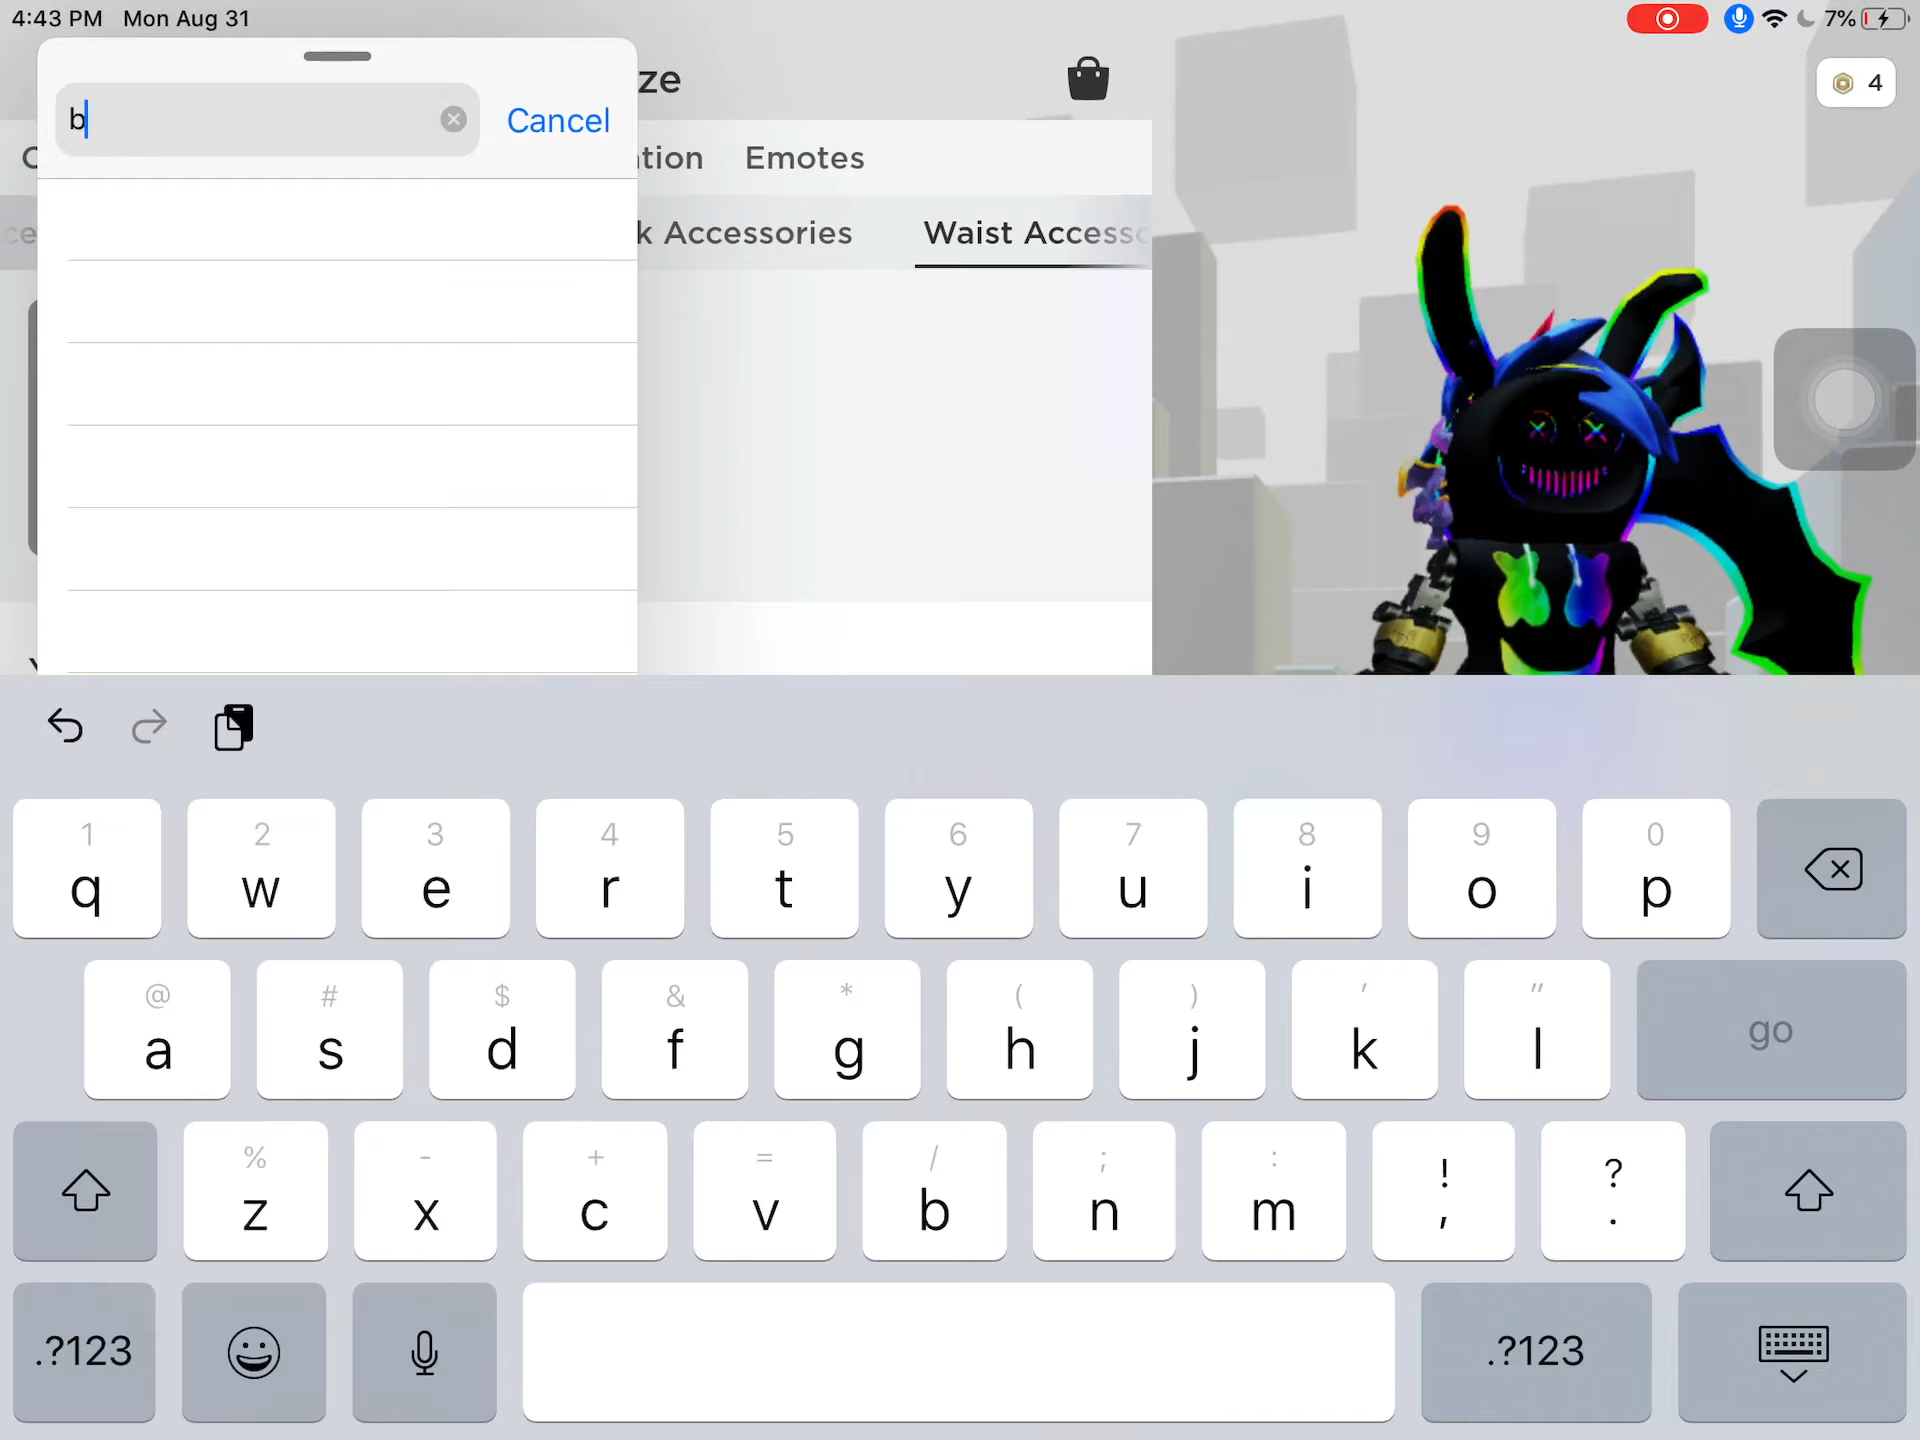 4:43 PM Mon Aug 31
7%
b
Cancel
ze
4
tion Emotes
ce
k Accessories Waist Access
1 2 3 4 5 6 7 8 9 0
q w e r t y u i o p
@ # $ & * ( ) ' "
a s d f g h j k l go
% - + = / ; : ! ?
z x c v b n m , .
.?123 .?123